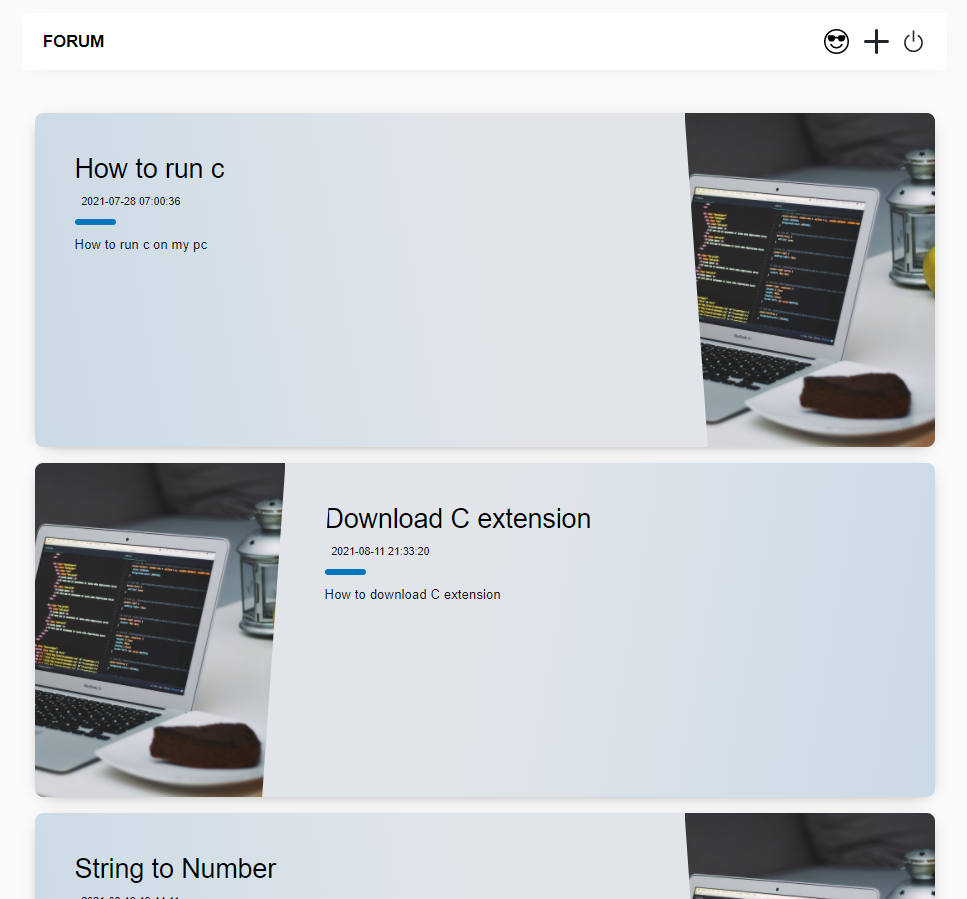 FORUM
How to run c
2021-07-28 07:00:36
How to run c on my pc
Download C extension
2021-08-11 21:33:20
How to download C extension
String to Number